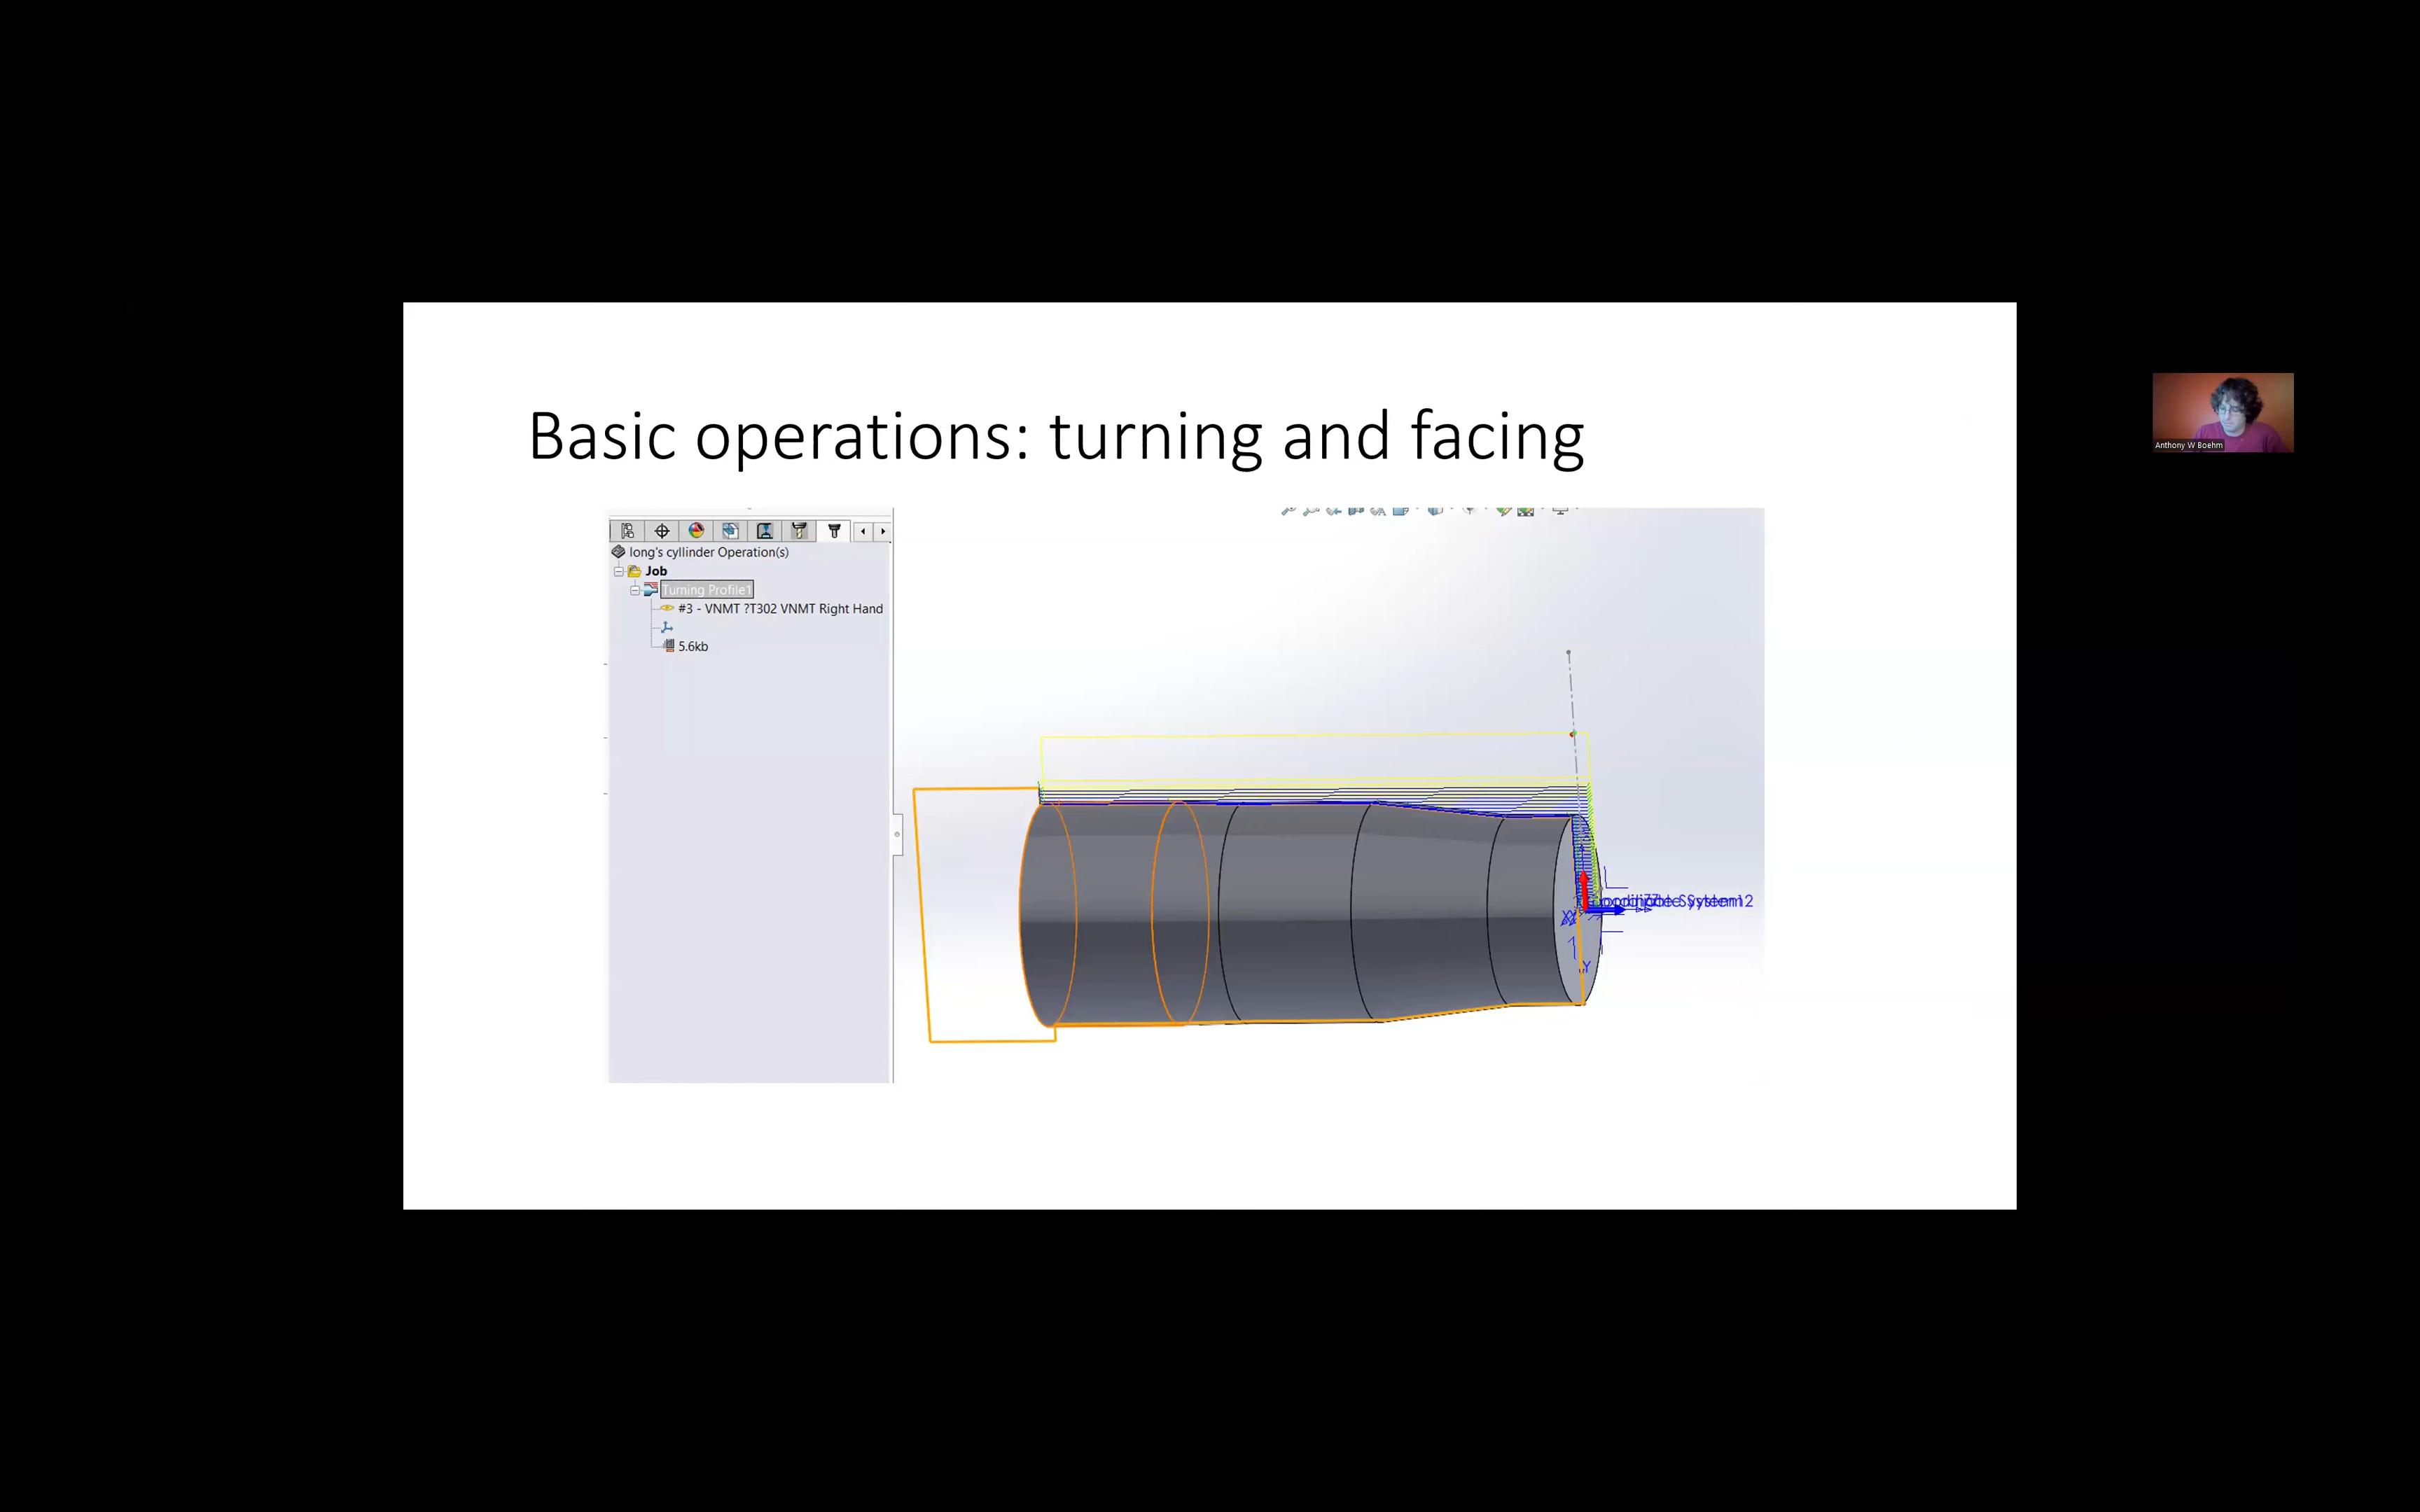 Basic operations: turning and facing
long's cyllinder Operation(s)
Job
Turning Profile1
#3 - VNMT ?T302 VNMT Right Hand
5.6kb
Y
Anthony W Boehm